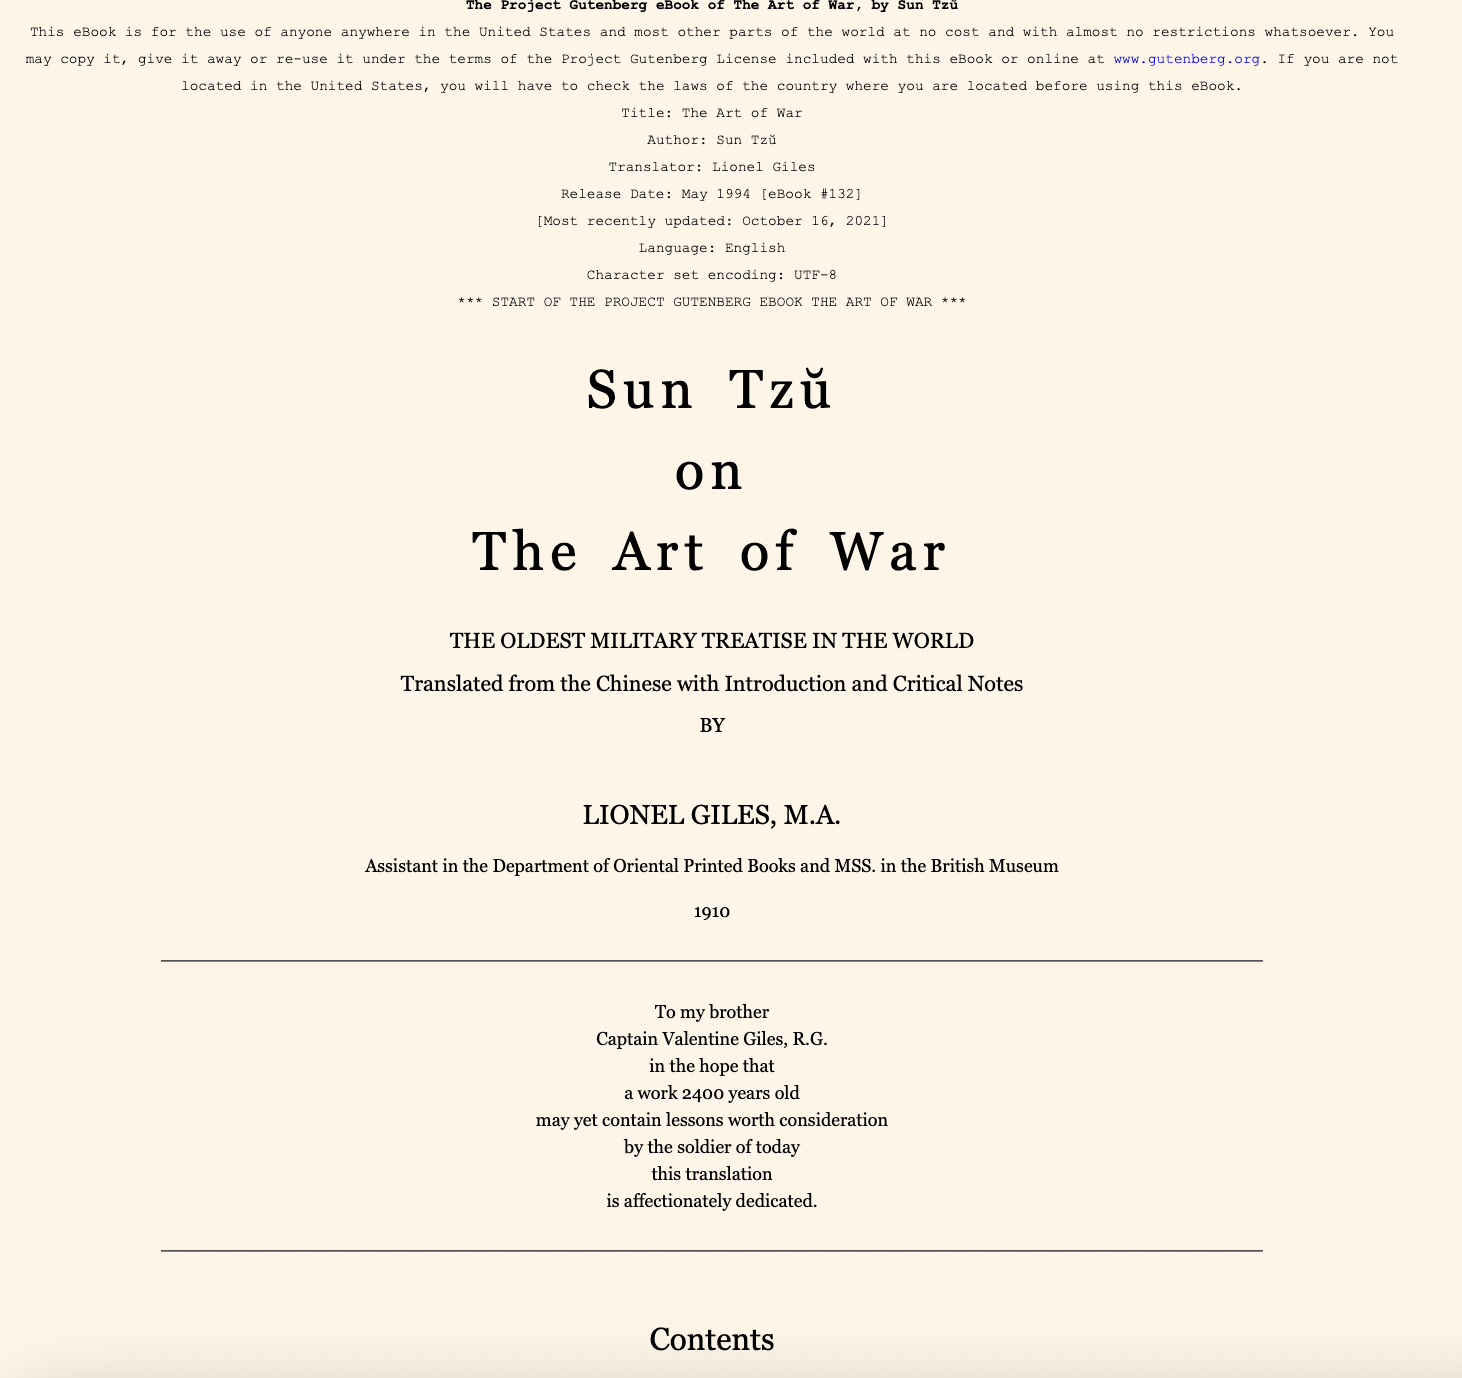 The Project Gutenberg eBook of The Art of War, by Sun Tzŭ
This eBook is for the use of anyone anywhere in the United States and most other parts of the world at no cost and with almost no restrictions whatsoever. You
may copy it, give it away or re-use it under the terms of the Project Gutenberg License included with this eBook or online at www.gutenberg.org. If you are not
located in the United States, you will have to check the laws of the country where you are located before using this eBook.
Title: The Art of War
Author: Sun Tzŭ
Translator: Lionel Giles
Release Date: May 1994 [eBook #132]
[Most recently updated: October 16, 2021]
Language: English
Character set encoding: UTF-8
*** START OF THE PROJECT GUTENBERG EBOOK THE ART OF WAR ***
Sun Tzŭ
on
The Art of War
THE OLDEST MILITARY TREATISE IN THE WORLD
Translated from the Chinese with Introduction and Critical Notes
BY
LIONEL GILES, M.A.
Assistant in the Department of Oriental Printed Books and MSS. in the British Museum
1910
To my brother
Captain Valentine Giles, R.G.
in the hope that
a work 2400 years old
may yet contain lessons worth consideration
by the soldier of today
this translation
is affectionately dedicated.
Contents